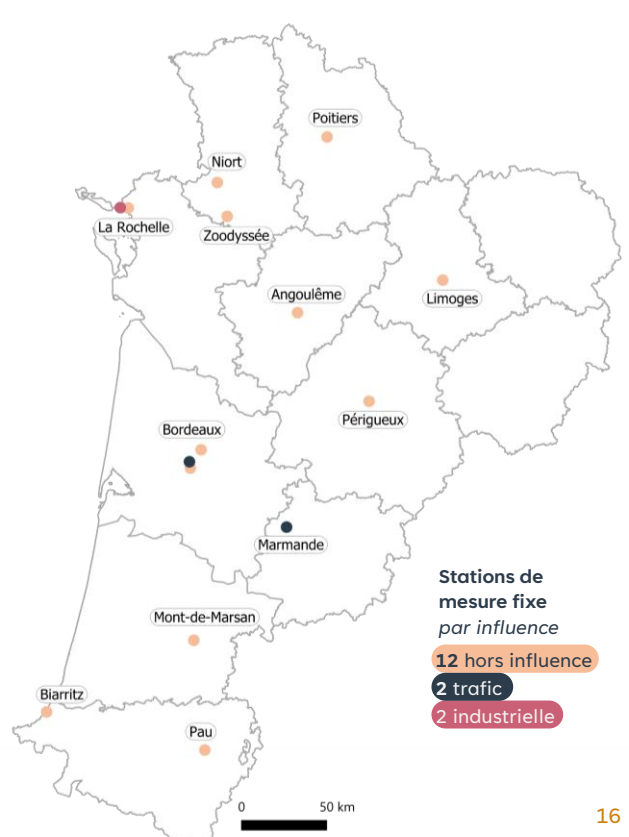 Poitiers
Niort
La Rochelle
Zoodyssée
Angoulême
Limoges
Bordeaux
Périgueux
Marmande
Stations de
mesure fixe
par influence
12 hors influence
2 trafic
2 industrielle
Mont-de-Marsan
Biarritz
Pau
0 50 km
16